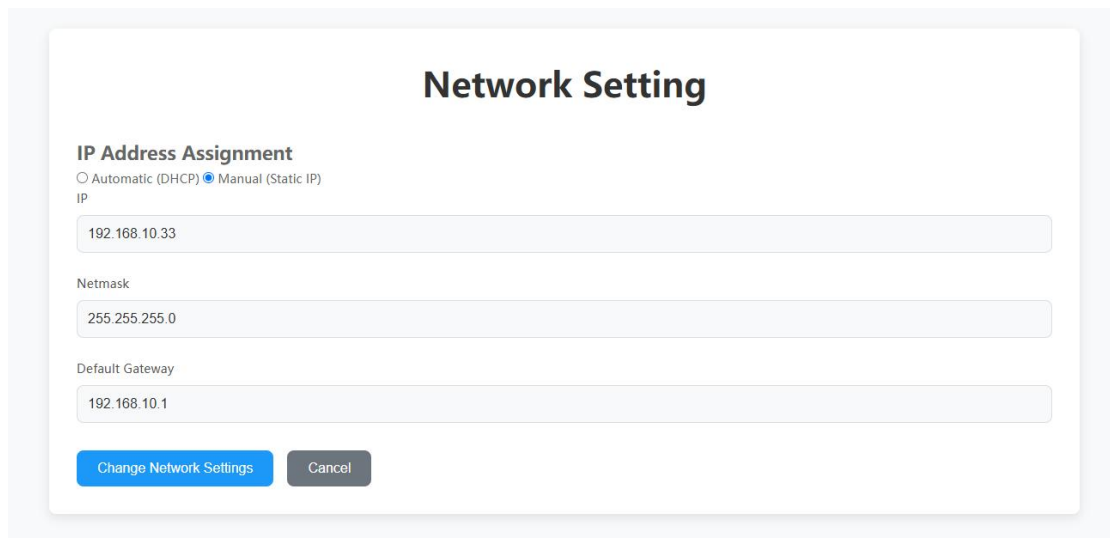 Network Setting
IP Address Assignment
Automatic (DHCP) Manual (Static IP)
IP
192.168.10.33
Netmask
255.255.255.0
Default Gateway
192.168.10.1
Change Network Settings Cancel